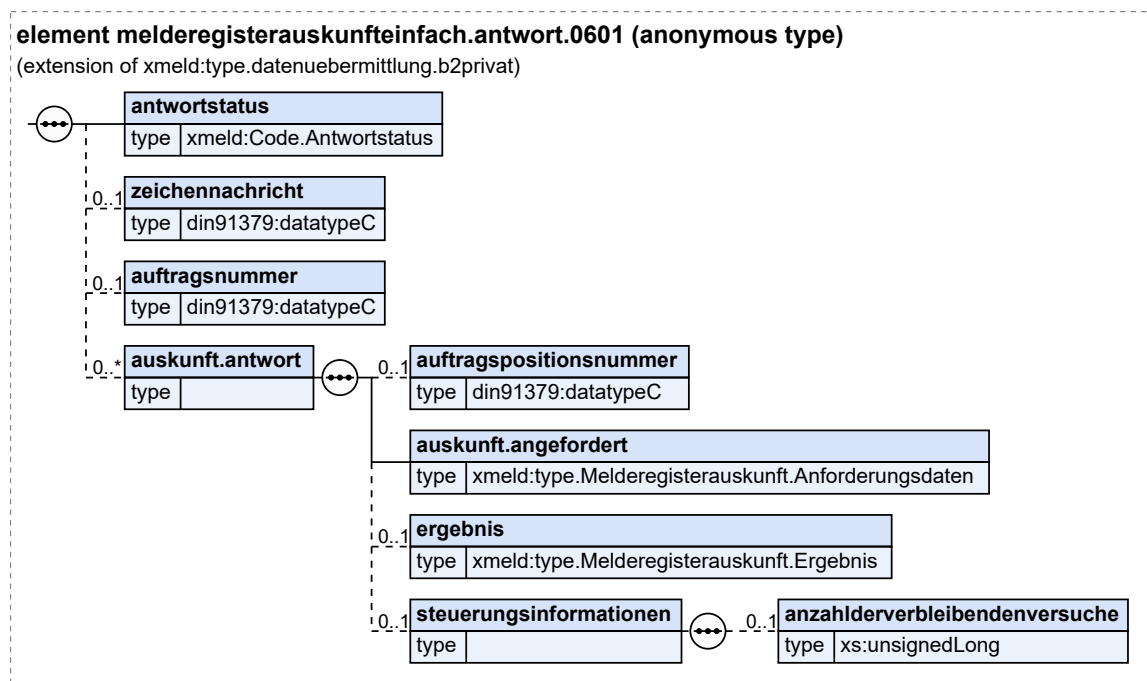 element melderegisterauskunfteinfach.antwort.0601 (anonymous type)
(extension of xmeld:type.datenuebermittlung.b2privat)
antwortstatus
type xmeld:Code.Antwortstatus
0..1 zeichennachricht
type din91379:datatypeC
0..1 auftragsnummer
type din91379:datatypeC
0..* auskunft.antwort
type
0..1 auftragspositionsnummer
type din91379:datatypeC
auskunft.angefordert
type xmeld:type.Melderegisterauskunft.Anforderungsdaten
0..1 ergebnis
type xmeld:type.Melderegisterauskunft.Ergebnis
0..1 steuerungsinformationen
type
0..1 anzahlderverbleibendenversuche
type xs:unsignedLong